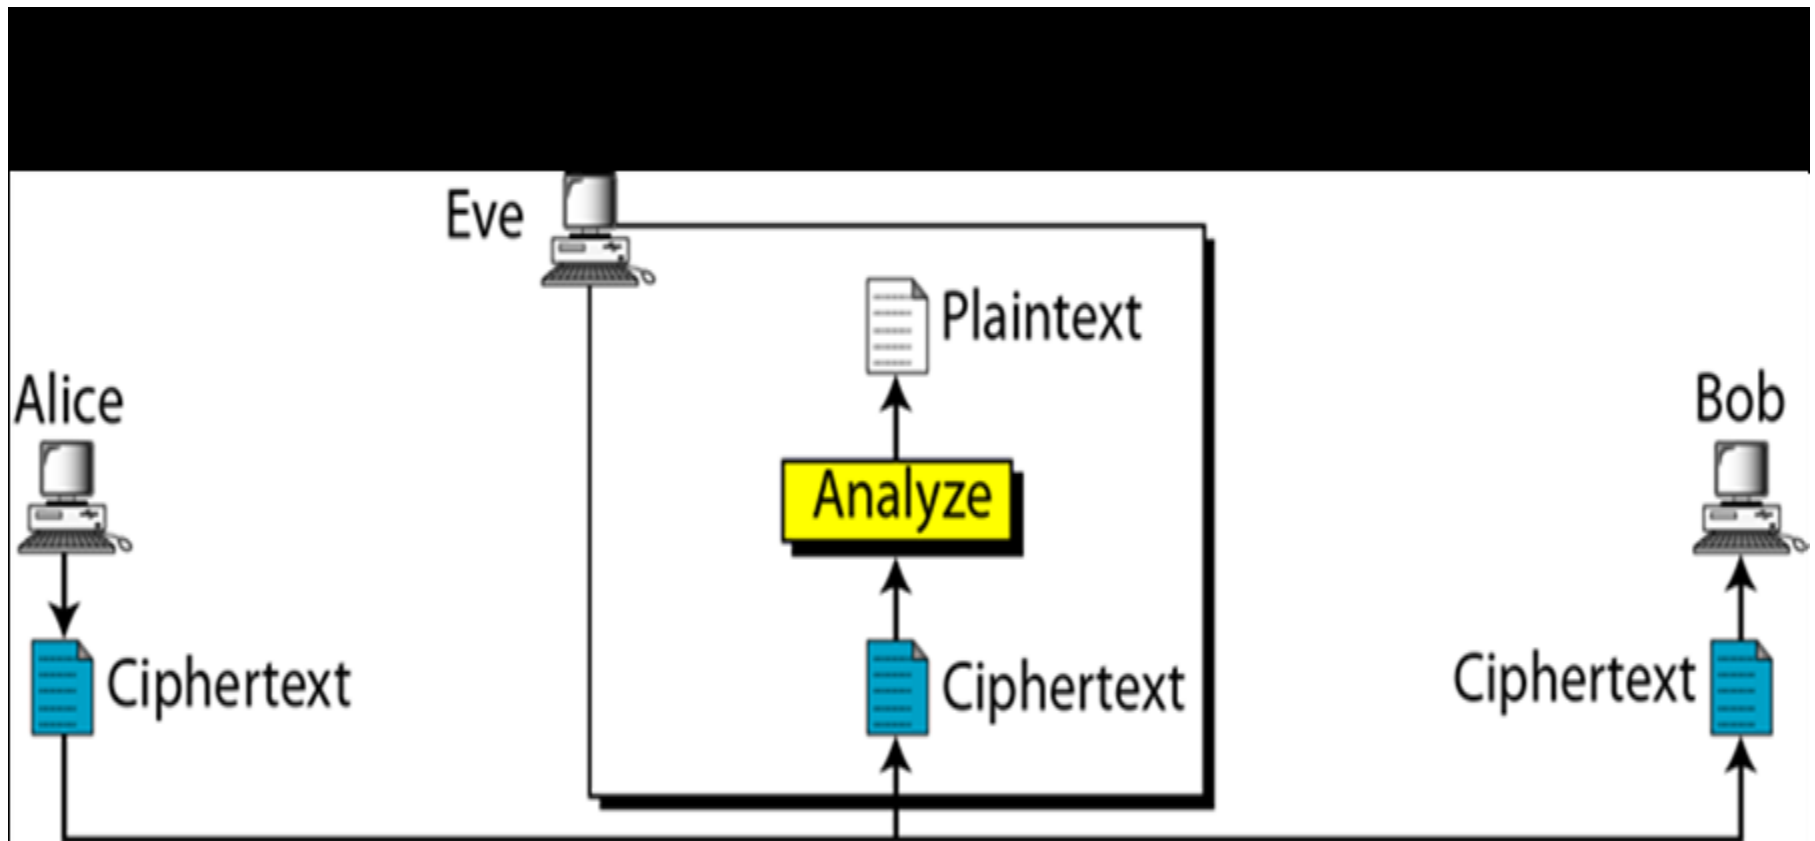 Eve
Plaintext
Alice
Bob
Analyze
Ciphertext
Ciphertext
Ciphertext